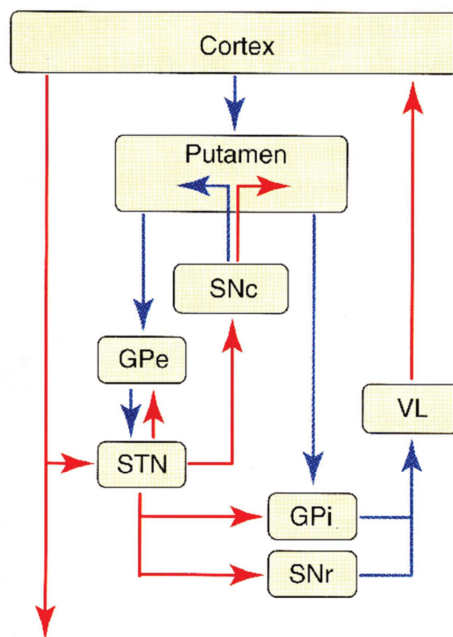 Cortex
Putamen
SNc
GPe
VL
STN
GPi
SNr